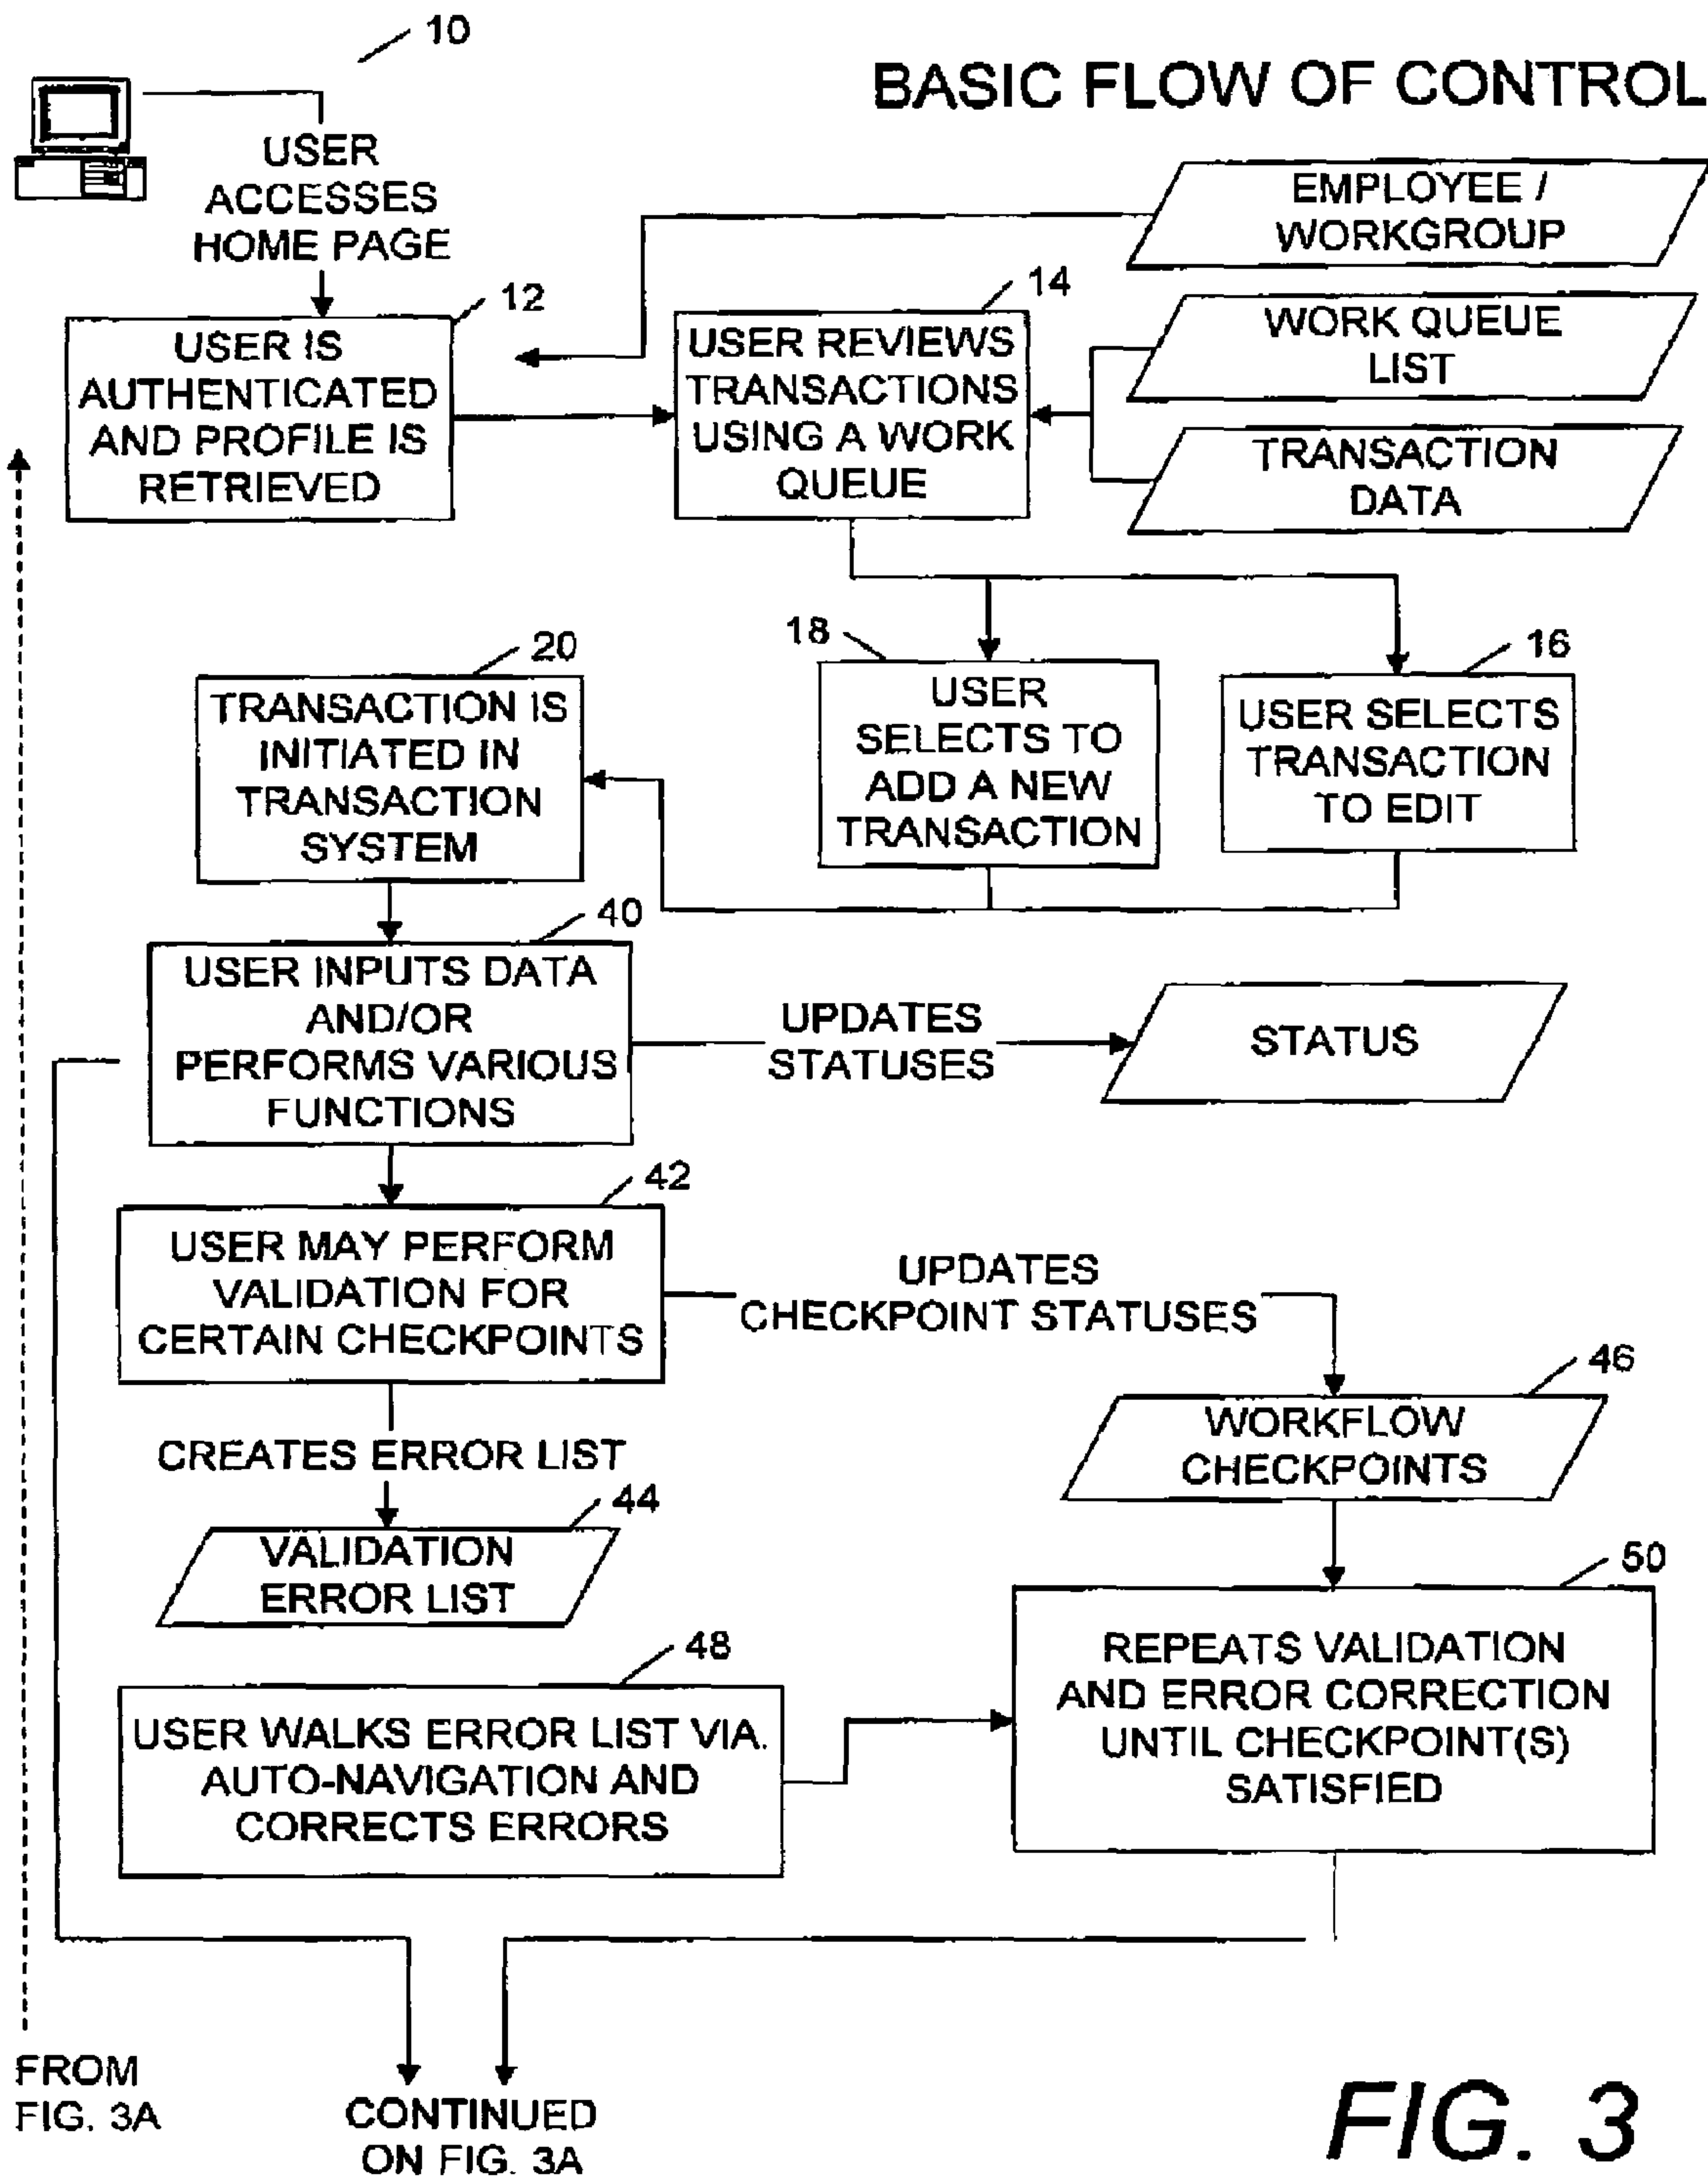 10
BASIC FLOW OF CONTROL
USER
ACCESSES
HOME PAGE
EMPLOYEE /
WORKGROUP
12
USER IS
AUTHENTICATED
AND PROFILE IS
RETRIEVED
14
USER REVIEWS
TRANSACTIONS
USING A WORK
QUEUE
WORK QUEUE
LIST
TRANSACTION
DATA
18
USER
SELECTS TO
ADD A NEW
TRANSACTION
16
USER SELECTS
TRANSACTION
TO EDIT
20
TRANSACTION IS
INITIATED IN
TRANSACTION
SYSTEM
40
USER INPUTS DATA
AND/OR
PERFORMS VARIOUS
FUNCTIONS
UPDATES
STATUSES
STATUS
42
USER MAY PERFORM
VALIDATION FOR
CERTAIN CHECKPOINTS
UPDATES
CHECKPOINT STATUSES
46
WORKFLOW
CHECKPOINTS
CREATES ERROR LIST
44
VALIDATION
ERROR LIST
50
REPEATS VALIDATION
AND ERROR CORRECTION
UNTIL CHECKPOINT(S)
SATISFIED
48
USER WALKS ERROR LIST VIA.
AUTO-NAVIGATION AND
CORRECTS ERRORS
FROM
FIG. 3A
CONTINUED
ON FIG. 3A
FIG. 3